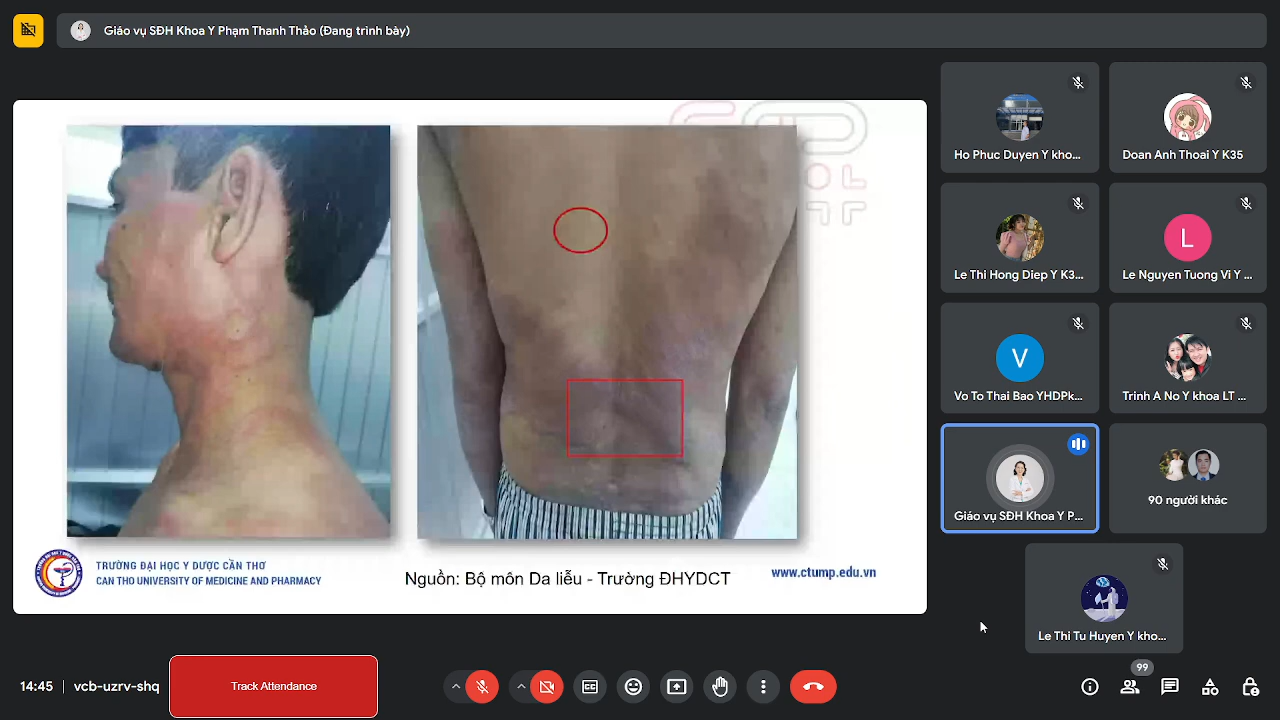 Giáo vụ SĐH Khoa Y Phạm Thanh Thảo (Đang trình bày)
TRƯỜNG ĐẠI HỌC Y DƯỢC CẦN THƠ
CAN THO UNIVERSITY OF MEDICINE AND PHARMACY
Nguồn: Bộ môn Da liễu - Trường ĐHYDCT
www.ctump.edu.vn
Ho Phuc Duyen Y kho...
Doan Anh Thoai Y K35
Le Thi Hong Diep Y K3...
L
Le Nguyen Tuong Vi Y ...
V
Vo To Thai Bao YHDPk...
Trinh A No Y khoa LT ...
Giáo vụ SĐH Khoa Y P...
90 người khác
Le Thi Tu Huyen Y kho...
14:45 | vcb-uzrv-shq
Track Attendance
99